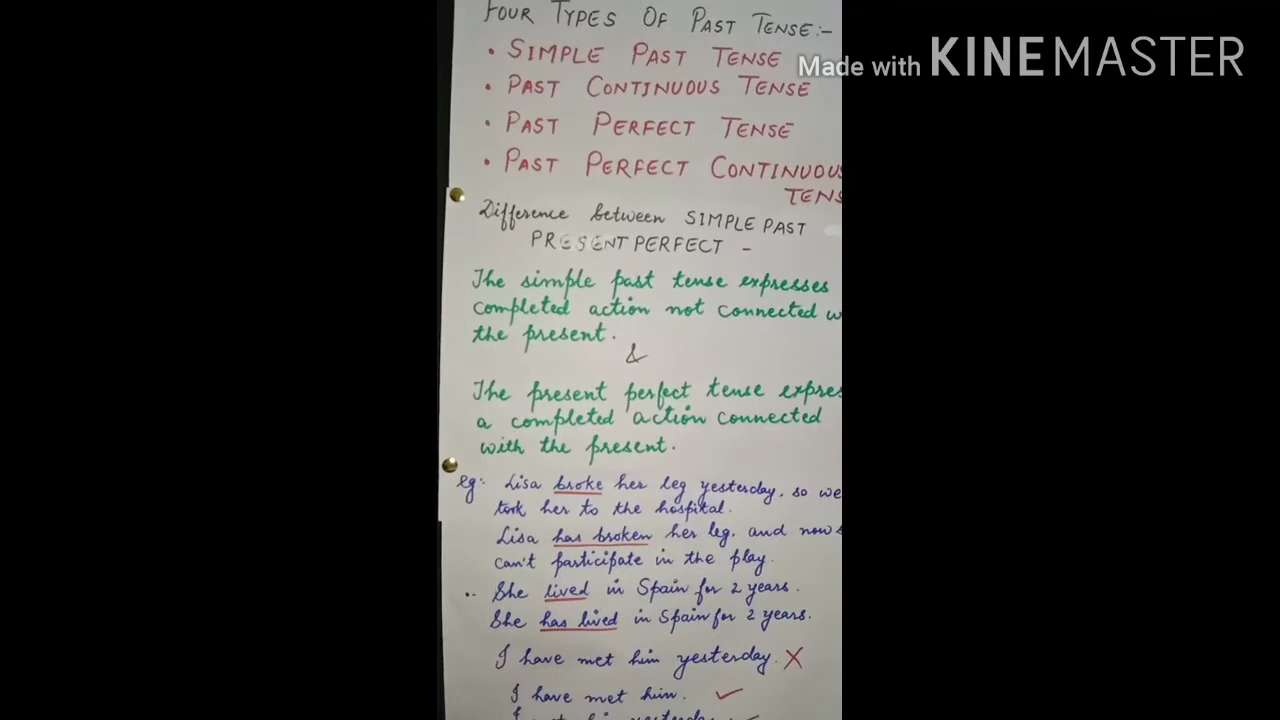 FOUR TYPES OF PAST TENSE:-
Made with KINEMASTER
• SIMPLE PAST TENSE
• PAST CONTINUOUS TENSE
• PAST PERFECT TENSE
• PAST PERFECT CONTINUOUS
TENS
Difference between SIMPLE PAST
PRESENT PERFECT -
The simple past tense expresses
completed action not connected w
the present.
&
The present perfect tense expres
a completed action connected
with the present.
eg:- Lisa broke her leg yesterday, so we
took her to the hospital.
Lisa has broken her leg, and now s
can't participate in the play.
.. She lived in Spain for 2 years.
She has lived in Spain for 2 years.
I have met him yesterday. X
I have met him. ✓
I met him yesterday. ✓